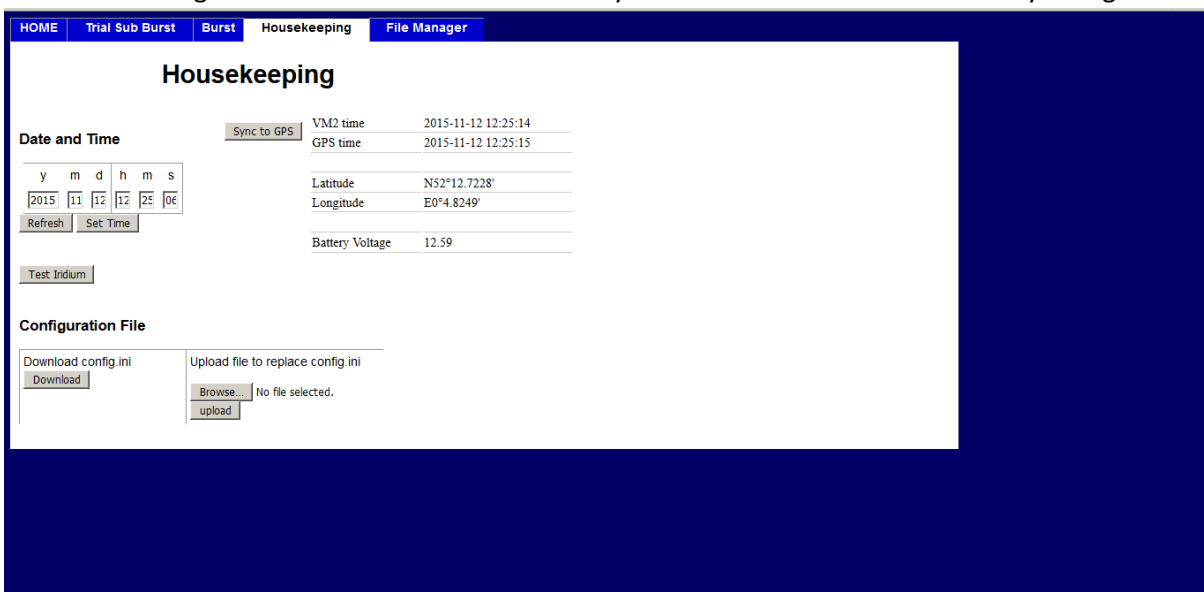 HOME Trial Sub Burst Burst Housekeeping File Manager
Housekeeping
Date and Time
y m d h m s
2015 11 12 12 25 06
Refresh Set Time
Test Iridium
Sync to GPS
VM2 time 2015-11-12 12:25:14
GPS time 2015-11-12 12:25:15
Latitude N52°12.7228'
Longitude E0°4.8249'
Battery Voltage 12.59
Configuration File
Download config.ini
Download
Upload file to replace config.ini
Browse... No file selected.
upload